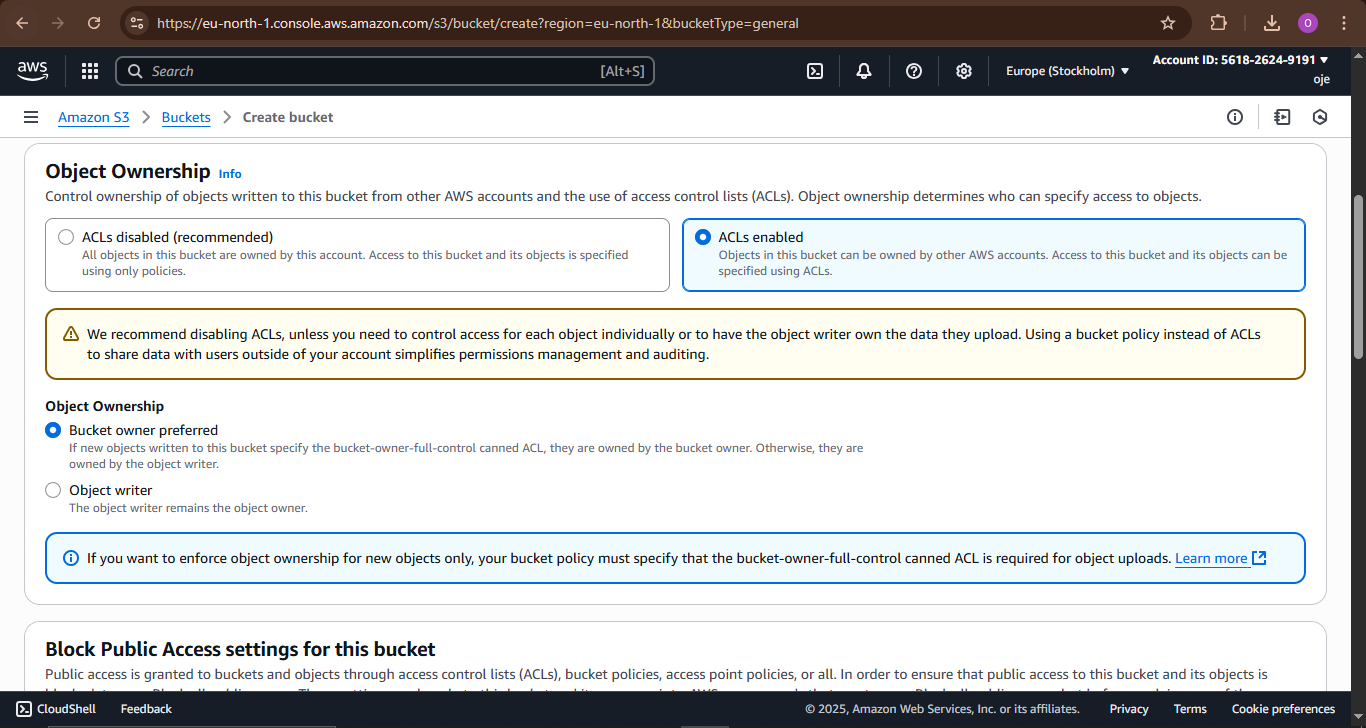 https://eu-north-1.console.aws.amazon.com/s3/bucket/create?region=eu-north-1&bucketType=general
O
aws
Search
[Alt+S]
Europe (Stockholm)
Account ID: 5618-2624-9191
oje
Amazon S3
Buckets
Create bucket
Object Ownership Info
Control ownership of objects written to this bucket from other AWS accounts and the use of access control lists (ACLs). Object ownership determines who can specify access to objects.
ACLs disabled (recommended)
All objects in this bucket are owned by this account. Access to this bucket and its objects is specified
using only policies.
ACLs enabled
Objects in this bucket can be owned by other AWS accounts. Access to this bucket and its objects can be
specified using ACLs.
We recommend disabling ACLs, unless you need to control access for each object individually or to have the object writer own the data they upload. Using a bucket policy instead of ACLs
to share data with users outside of your account simplifies permissions management and auditing.
Object Ownership
Bucket owner preferred
If new objects written to this bucket specify the bucket-owner-full-control canned ACL, they are owned by the bucket owner. Otherwise, they are
owned by the object writer.
Object writer
The object writer remains the object owner.
If you want to enforce object ownership for new objects only, your bucket policy must specify that the bucket-owner-full-control canned ACL is required for object uploads. Learn more
Block Public Access settings for this bucket
Public access is granted to buckets and objects through access control lists (ACLs), bucket policies, access point policies, or all. In order to ensure that public access to this bucket and its objects is
CloudShell
Feedback
© 2025, Amazon Web Services, Inc. or its affiliates.
Privacy
Terms
Cookie preferences